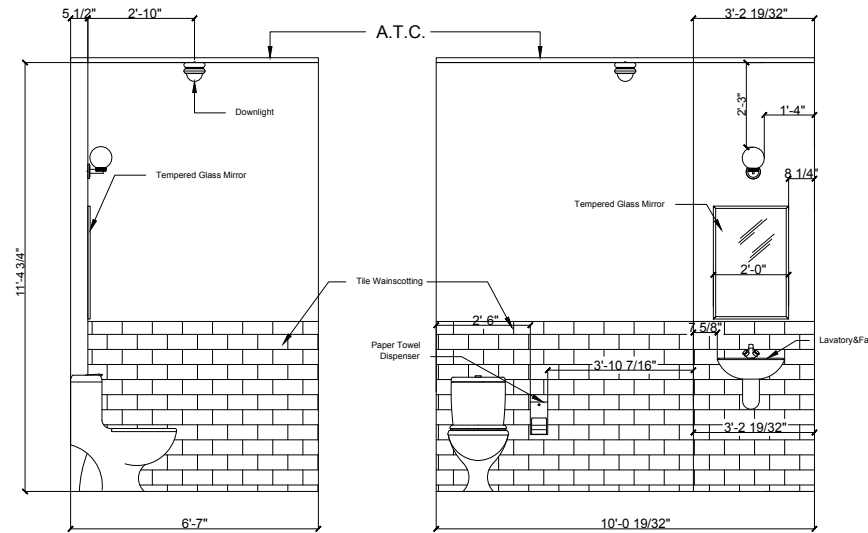 5 1/2"
2'-10"
A.T.C.
3'-2 19/32"
Downlight
2'-3"
1'-4"
Tempered Glass Mirror
8 1/4"
Tempered Glass Mirror
11'-4 3/4"
2'-0"
Tile Wainscotting
2'-6"
7 5/8"
Paper Towel
Dispenser
Lavatory&Fa
3'-10 7/16"
3'-2 19/32"
6'-7"
10'-0 19/32"